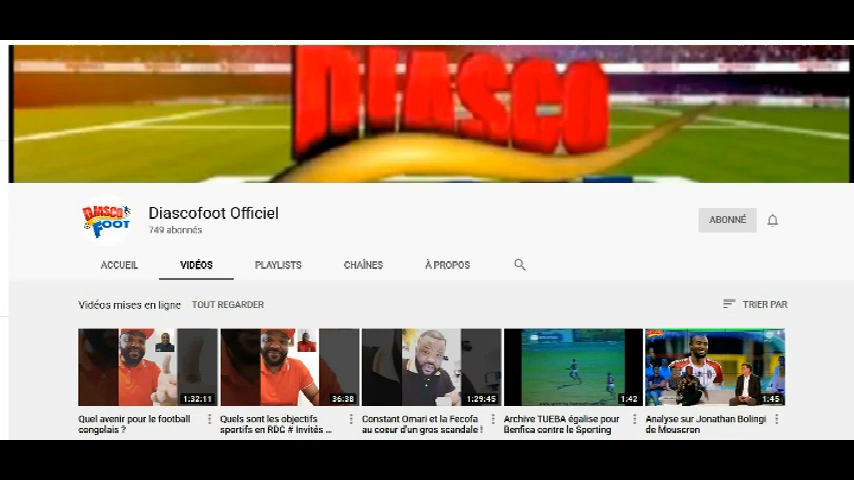 DIASCO
DIASCO
FOOT
Diascofoot Officiel
749 abonnés
ABONNÉ
ACCUEIL
VIDÉOS
PLAYLISTS
CHAÎNES
À PROPOS
Vidéos mises en ligne
TOUT REGARDER
TRIER PAR
1:32:11
36:38
1:29:45
1:42
1:45
Quel avenir pour le football
congolais ?
Quels sont les objectifs
sportifs en RDC # Invités ...
Constant Omari et la Fecofa
au coeur d'un gros scandale !
Archive TUEBA égalise pour
Benfica contre le Sporting
Analyse sur Jonathan Bolingi
de Mouscron